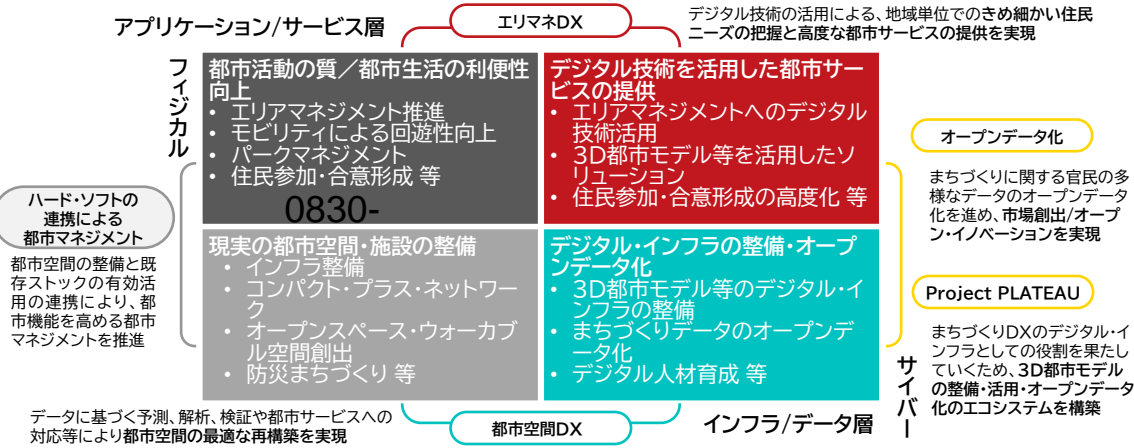 アプリケーション/サービス層
エリマネDX
デジタル技術の活用による、地域単位でのきめ細かい住民
ニーズの把握と高度な都市サービスの提供を実現
フィジカル
都市活動の質／都市生活の利便性
向上
• エリアマネジメント推進
• モビリティによる回遊性向上
• パークマネジメント
• 住民参加・合意形成 等
0830-
デジタル技術を活用した都市サー
ビスの提供
• エリアマネジメントへのデジタル
技術活用
• 3D都市モデル等を活用したソ
リューション
• 住民参加・合意形成の高度化 等
オープンデータ化
まちづくりに関する官民の多
様なデータのオープンデータ
化を進め、市場創出/オープ
ン・イノベーションを実現
ハード・ソフトの
連携による
都市マネジメント
都市空間の整備と既
存ストックの有効活
用の連携により、都
市機能を高める都市
マネジメントを推進
現実の都市空間・施設の整備
• インフラ整備
• コンパクト・プラス・ネットワー
ク
• オープンスペース・ウォーカブ
ル空間創出
• 防災まちづくり 等
デジタル・インフラの整備・オー
プンデータ化
• 3D都市モデル等のデジタル・イ
ンフラの整備
• まちづくりデータのオープンデ
ータ化
• デジタル人材育成 等
Project PLATEAU
まちづくりDXのデジタル・イ
ンフラとしての役割を果たし
ていくため、3D都市モデル
の整備・活用・オープンデータ
化のエコシステムを構築
サイバー
データに基づく予測、解析、検証や都市サービスへの
対応等により都市空間の最適な再構築を実現
都市空間DX
インフラ/データ層